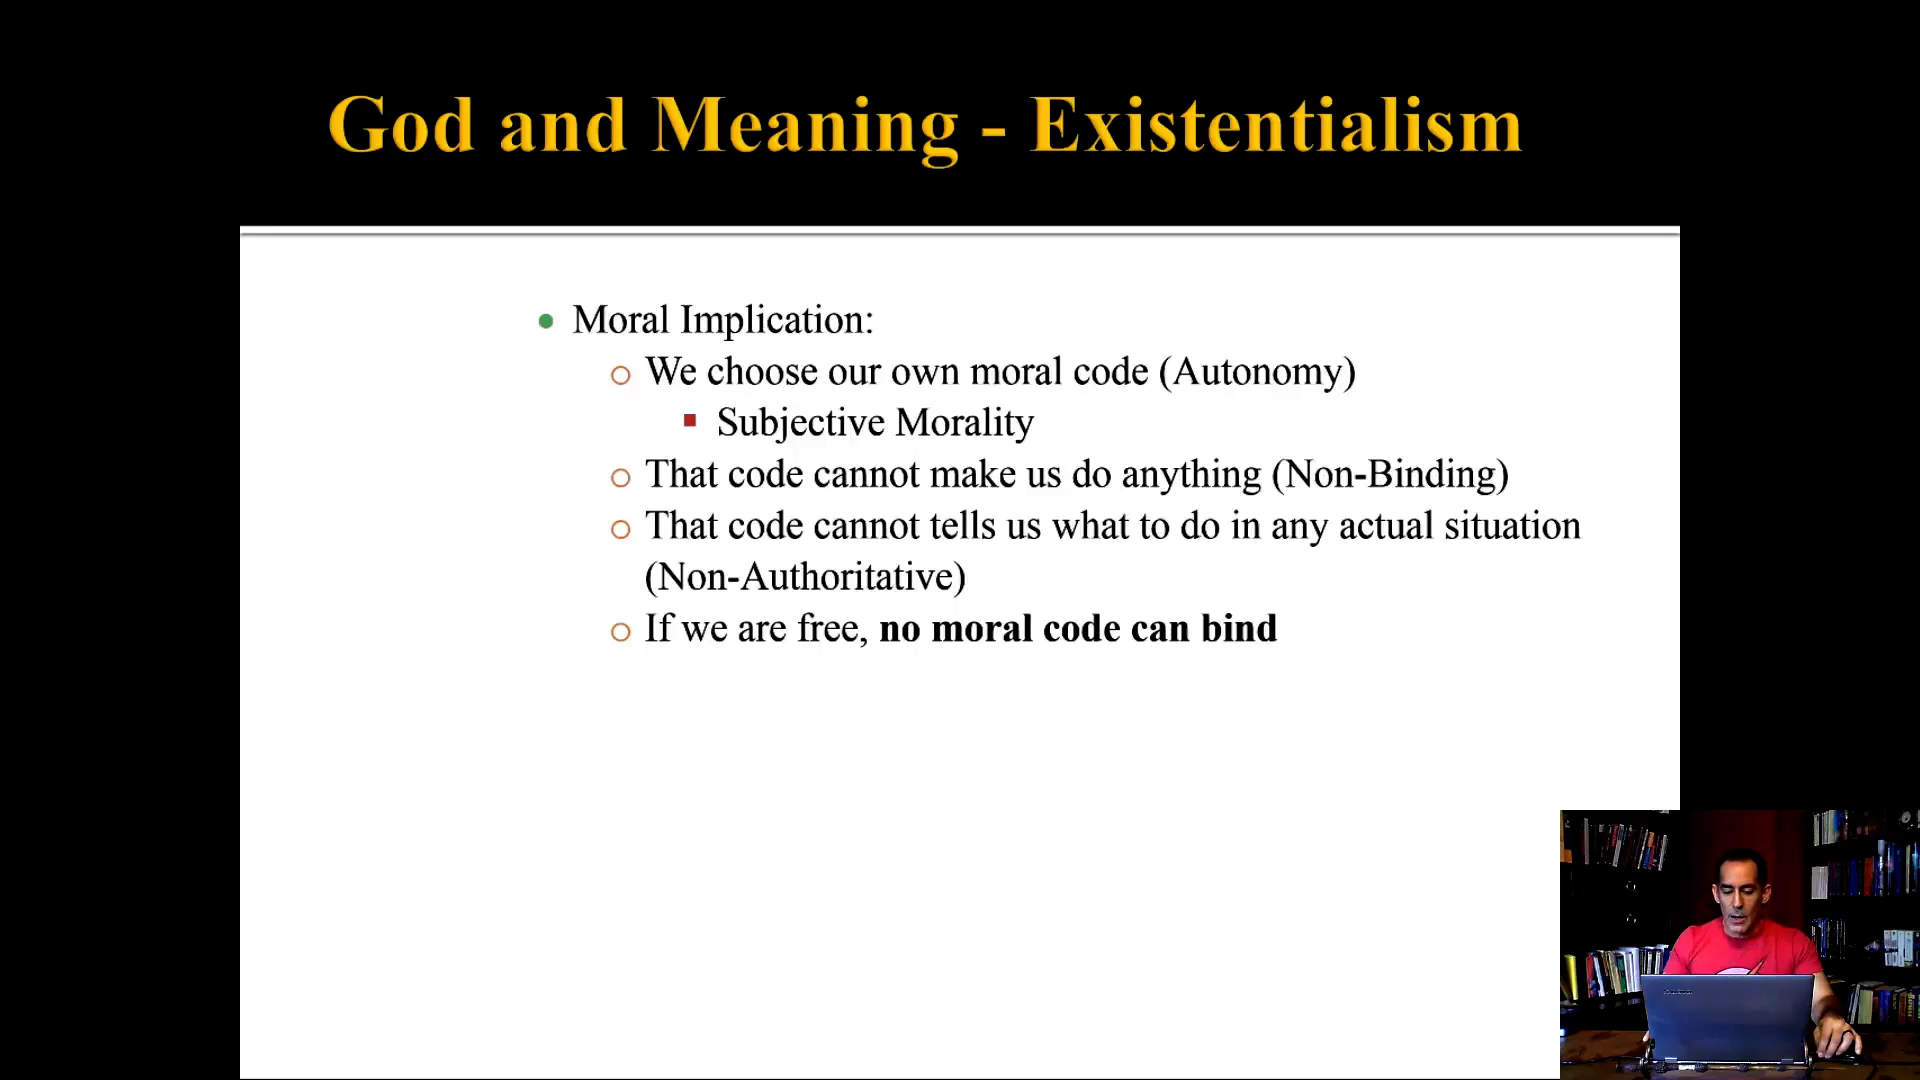 God and Meaning - Existentialism
Moral Implication:
We choose our own moral code (Autonomy)
Subjective Morality
That code cannot make us do anything (Non-Binding)
That code cannot tells us what to do in any actual situation
(Non-Authoritative)
If we are free, no moral code can bind